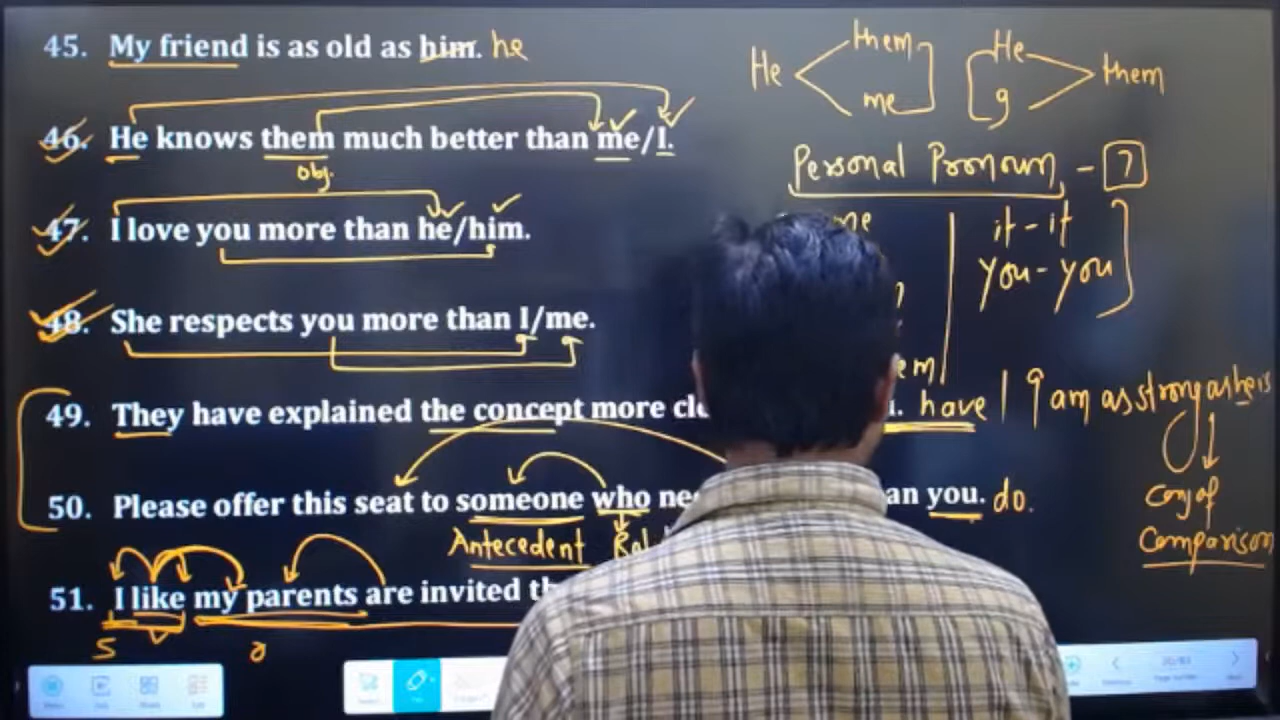 45. My friend is as old as him. he
He them me
He g them
46. He knows them much better than me/I.
obj.
Personal Pronoun - 7
47. I love you more than he/him.
me
it - it
you - you
48. She respects you more than I/me.
em
49. They have explained the concept more cle have | I am as strong as he is
50. Please offer this seat to someone who ne an you. do.
Conj of
Comparison
Antecedent Rel
51. I like my parents are invited th
S V O